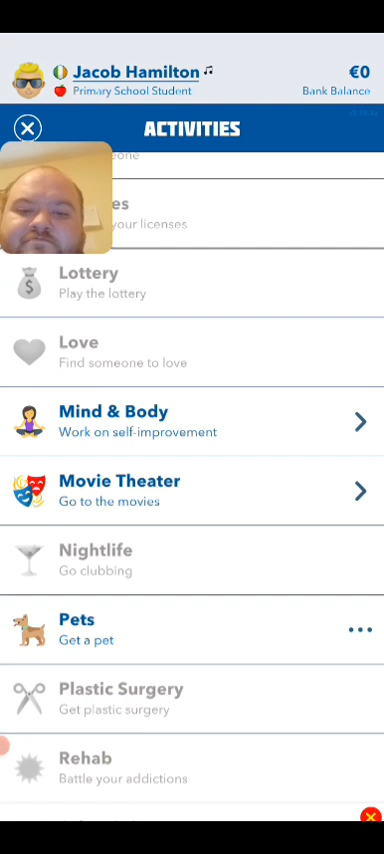 Jacob Hamilton
€0
Primary School Student
Bank Balance
ACTIVITIES
your licenses
Lottery
Play the lottery
Love
Find someone to love
Mind & Body
Work on self-improvement
Movie Theater
Go to the movies
Nightlife
Go clubbing
Pets
Get a pet
Plastic Surgery
Get plastic surgery
Rehab
Battle your addictions